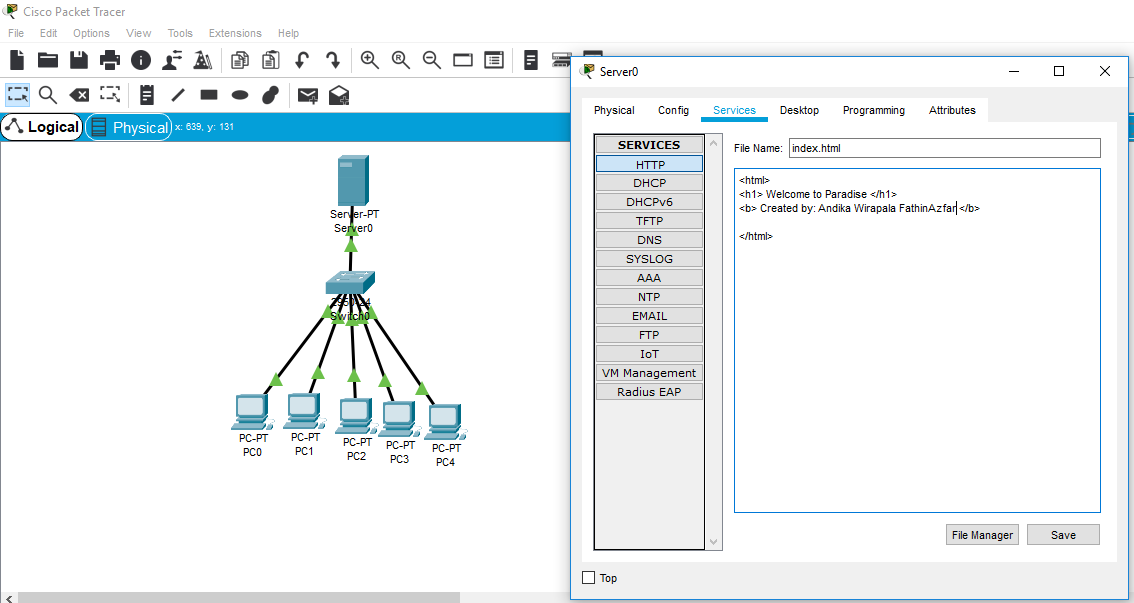 Cisco Packet Tracer
File Edit Options View Tools Extensions Help
Logical
Physical
x: 639, y: 131
Server-PT
Server0
2950-24
Switch0
PC-PT
PC0
PC-PT
PC1
PC-PT
PC2
PC-PT
PC3
PC-PT
PC4
Server0
Physical Config Services Desktop Programming Attributes
SERVICES
HTTP
DHCP
DHCPv6
TFTP
DNS
SYSLOG
AAA
NTP
EMAIL
FTP
IoT
VM Management
Radius EAP
File Name: index.html
<html>
<h1> Welcome to Paradise </h1>
<b> Created by: Andika Wirapala FathinAzfar </b>
</html>
File Manager Save
Top